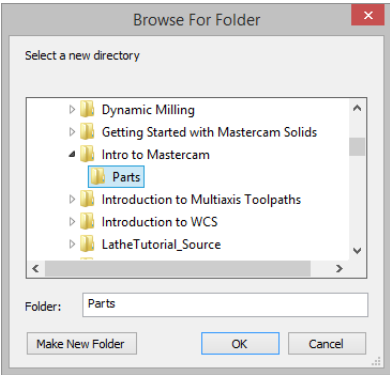 Browse For Folder
Select a new directory
Dynamic Milling
Getting Started with Mastercam Solids
Intro to Mastercam
Parts
Introduction to Multiaxis Toolpaths
Introduction to WCS
LatheTutorial_Source
Folder: Parts
Make New Folder OK Cancel